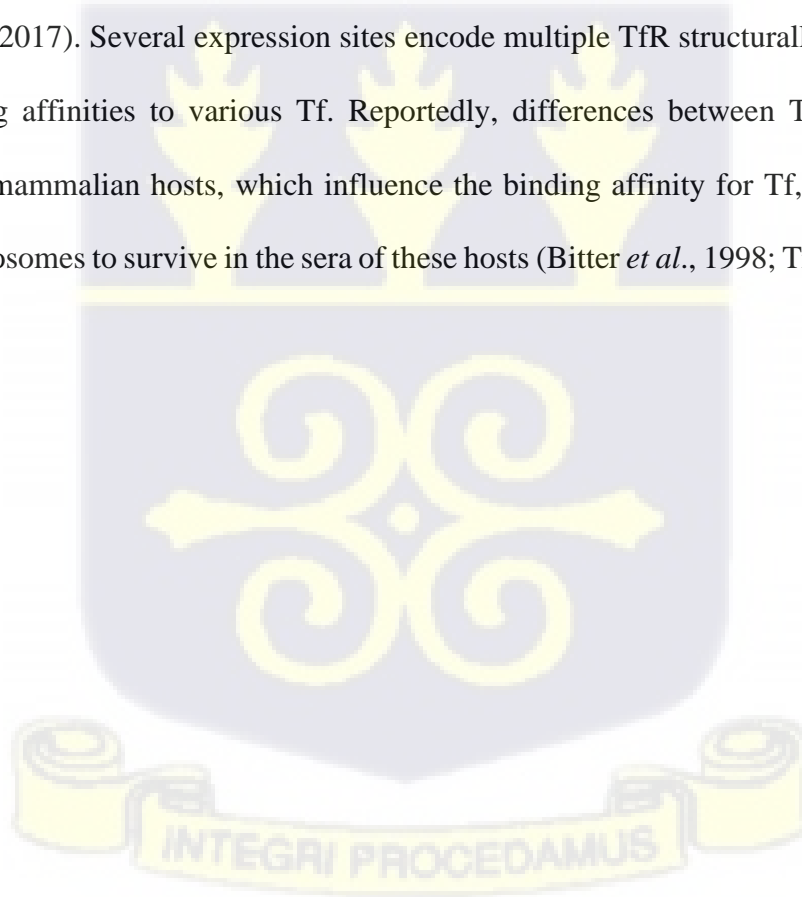 2017). Several expression sites encode multiple TfR structurall
g affinities to various Tf. Reportedly, differences between T
mammalian hosts, which influence the binding affinity for Tf,
osomes to survive in the sera of these hosts (Bitter et al., 1998; T
INTEGRI PROCEDAMUS